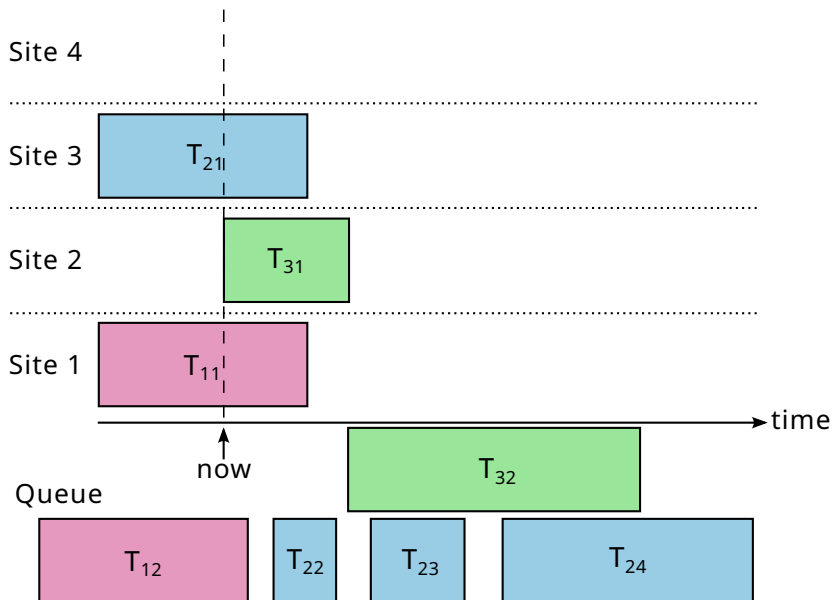 Site 4
Site 3
T₂₁
Site 2
T₃₁
Site 1
T₁₁
time
now
T₃₂
Queue
T₁₂
T₂₂
T₂₃
T₂₄